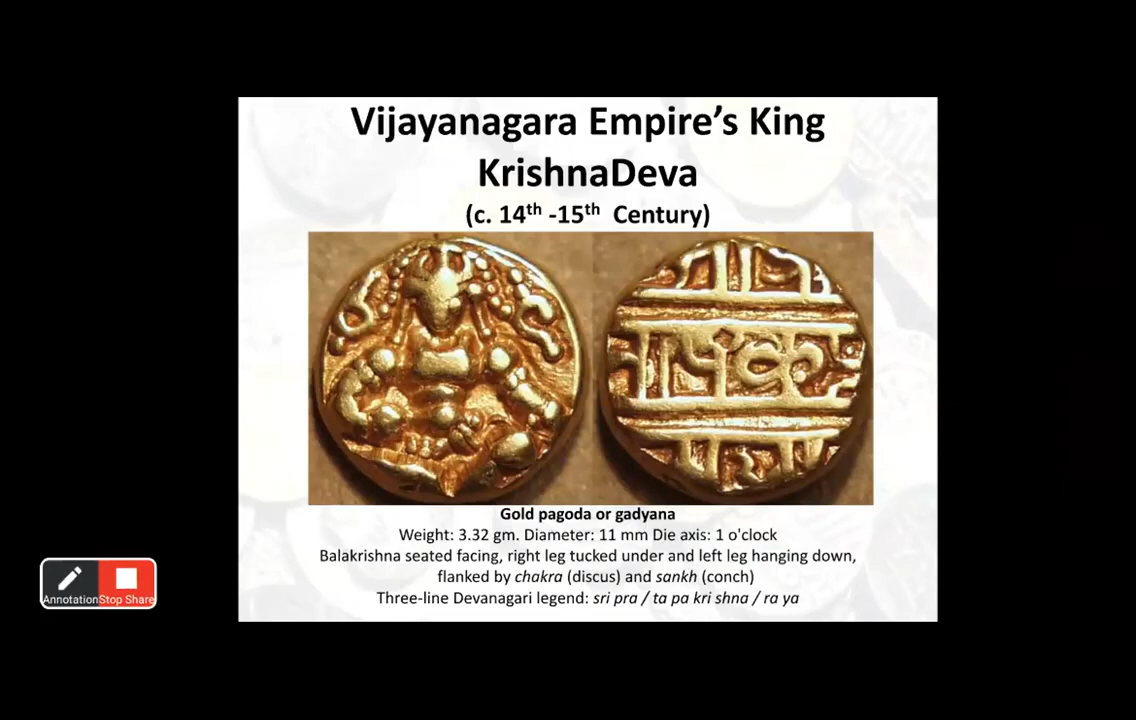 Vijayanagara Empire's King
KrishnaDeva
(c. 14th -15th Century)
Gold pagoda or gadyana
Weight: 3.32 gm. Diameter: 11 mm Die axis: 1 o'clock
Balakrishna seated facing, right leg tucked under and left leg hanging down,
flanked by chakra (discus) and sankh (conch)
Three-line Devanagari legend: sri pra / ta pa kri shna / ra ya
Annotation Stop Share